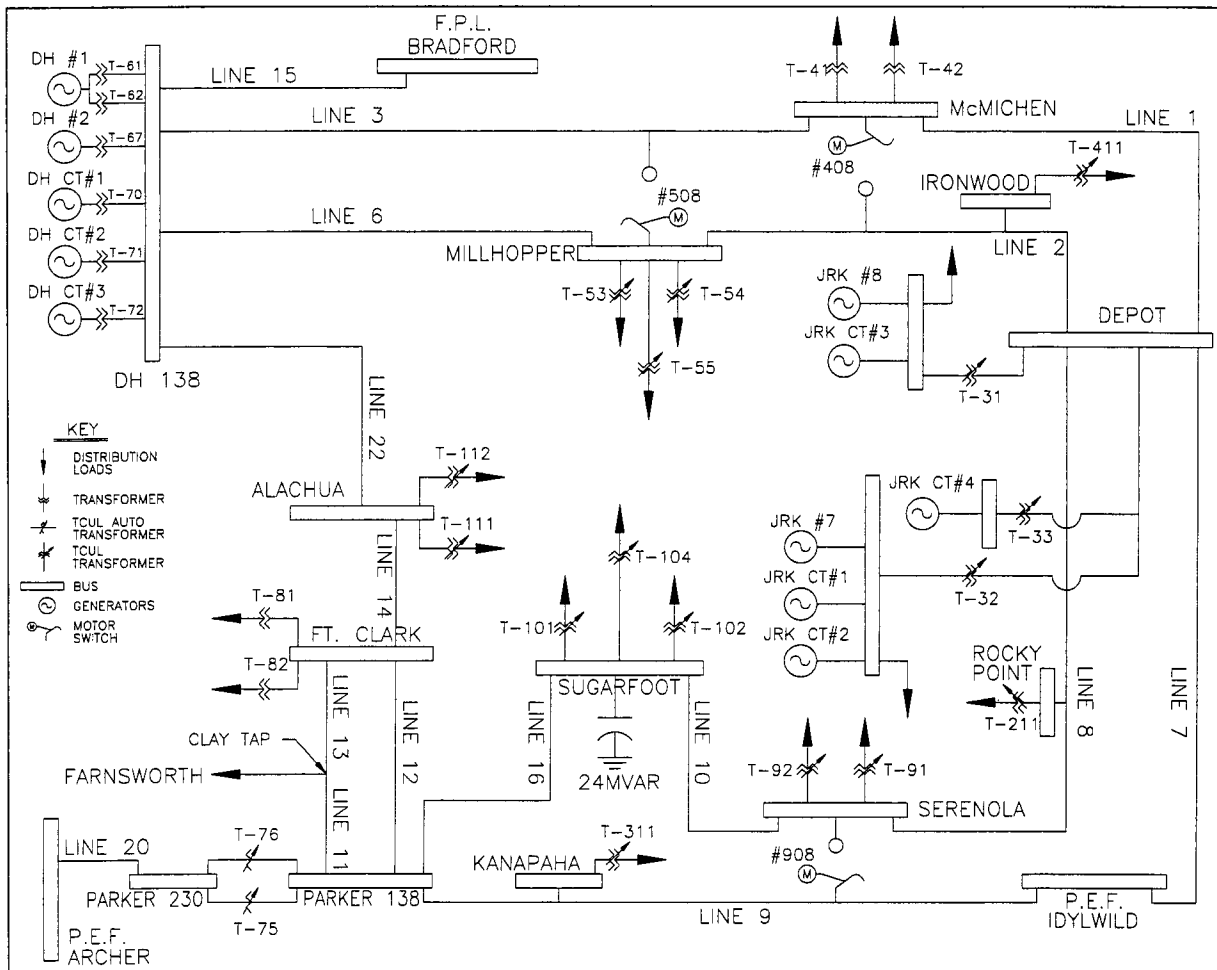 F.P.L.
BRADFORD
DH #1
T-61
T-62
LINE 15
T-41
T-42
McMICHEN
LINE 1
LINE 3
DH #2
T-67
#408
T-411
IRONWOOD
DH CT#1
T-70
#508
LINE 6
LINE 2
DH CT#2
T-71
MILLHOPPER
JRK #8
T-53
T-54
DH CT#3
T-72
JRK CT#3
DEPOT
T-55
T-31
DH 138
LINE 22
KEY
DISTRIBUTION
LOADS
TRANSFORMER
TCUL AUTO
TRANSFORMER
TCUL
TRANSFORMER
BUS
GENERATORS
MOTOR
SWITCH
T-112
ALACHUA
T-111
LINE 14
T-104
JRK CT#4
T-33
JRK #7
JRK CT#1
T-32
JRK CT#2
T-81
FT. CLARK
T-82
T-101
T-102
SUGARFOOT
ROCKY
POINT
T-211
LINE 8
LINE 7
LINE 13
LINE 12
LINE 16
LINE 10
CLAY TAP
FARNSWORTH
24MVAR
T-92
T-91
SERENOLA
LINE 11
LINE 20
T-76
T-311
KANAPAHA
#908
PARKER 230
PARKER 138
T-75
LINE 9
P.E.F.
IDYLWILD
P.E.F.
ARCHER